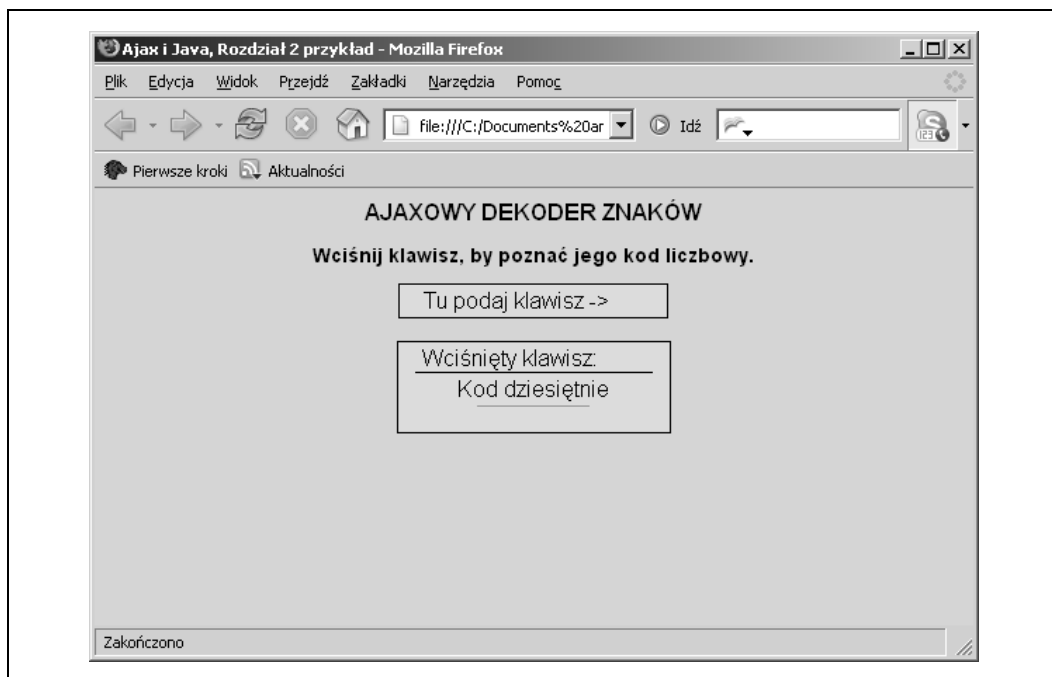 Ajax i Java, Rozdział 2 przykład - Mozilla Firefox
Plik Edycja Widok Przejdź Zakładki Narzędzia Pomoc
file:///C:/Documents%20ar Idź
123
Pierwsze kroki Aktualności
AJAXOWY DEKODER ZNAKÓW
Wciśnij klawisz, by poznać jego kod liczbowy.
Tu podaj klawisz ->
Wciśnięty klawisz:
Kod dziesiętnie
Zakończono